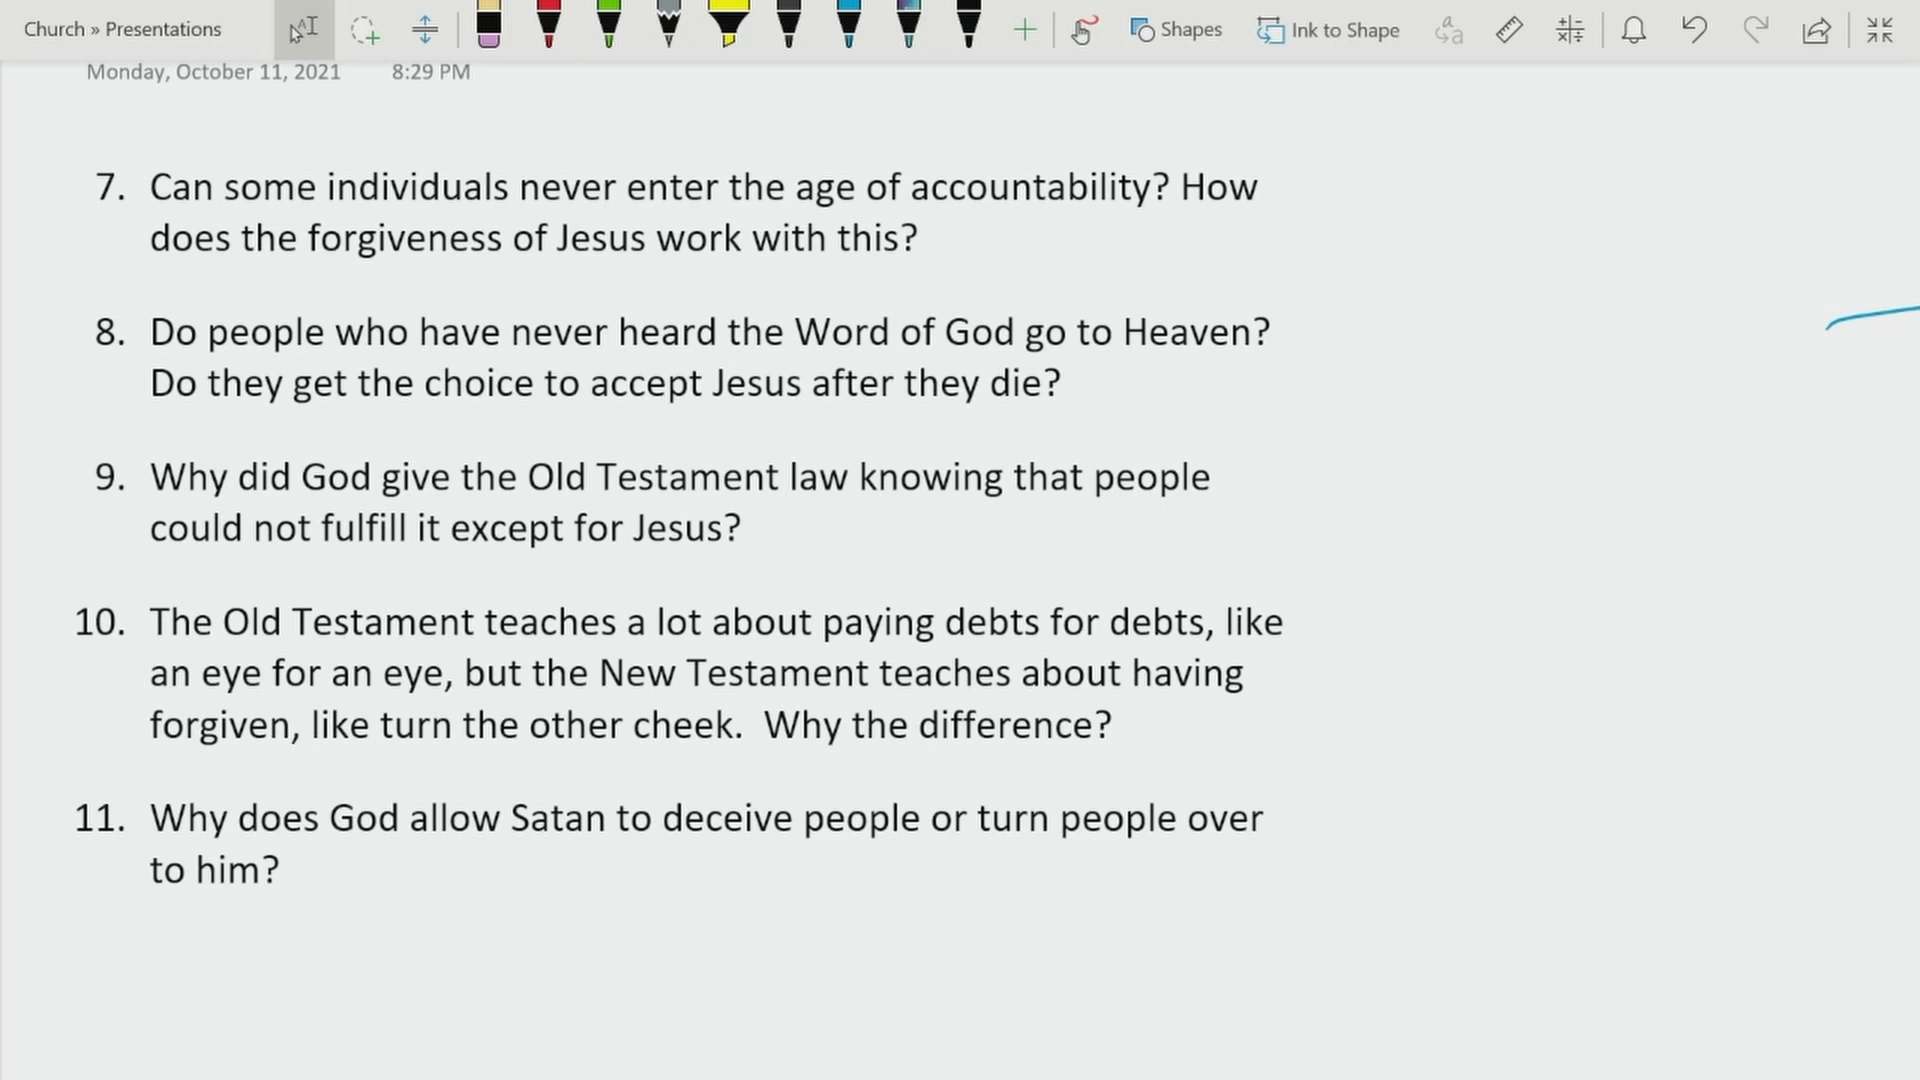 Church » Presentations
Shapes
Ink to Shape
Monday, October 11, 2021 8:29 PM
7. Can some individuals never enter the age of accountability? How
does the forgiveness of Jesus work with this?
8. Do people who have never heard the Word of God go to Heaven?
Do they get the choice to accept Jesus after they die?
9. Why did God give the Old Testament law knowing that people
could not fulfill it except for Jesus?
10. The Old Testament teaches a lot about paying debts for debts, like
an eye for an eye, but the New Testament teaches about having
forgiven, like turn the other cheek.  Why the difference?
11. Why does God allow Satan to deceive people or turn people over
to him?